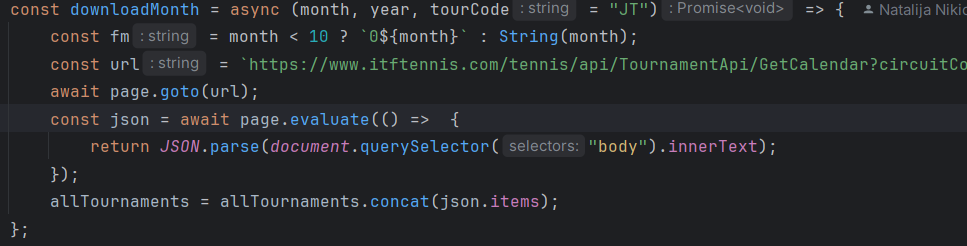 const downloadMonth = async (month, year, tourCode : string = "JT") : Promise<void> => { Natalija Nikić
const fm : string = month < 10 ? `0${month}` : String(month);
const url : string = `https://www.itftennis.com/tennis/api/TournamentApi/GetCalendar?circuitCo
await page.goto(url);
const json = await page.evaluate(() => {
return JSON.parse(document.querySelector( selectors: "body").innerText);
});
allTournaments = allTournaments.concat(json.items);
};